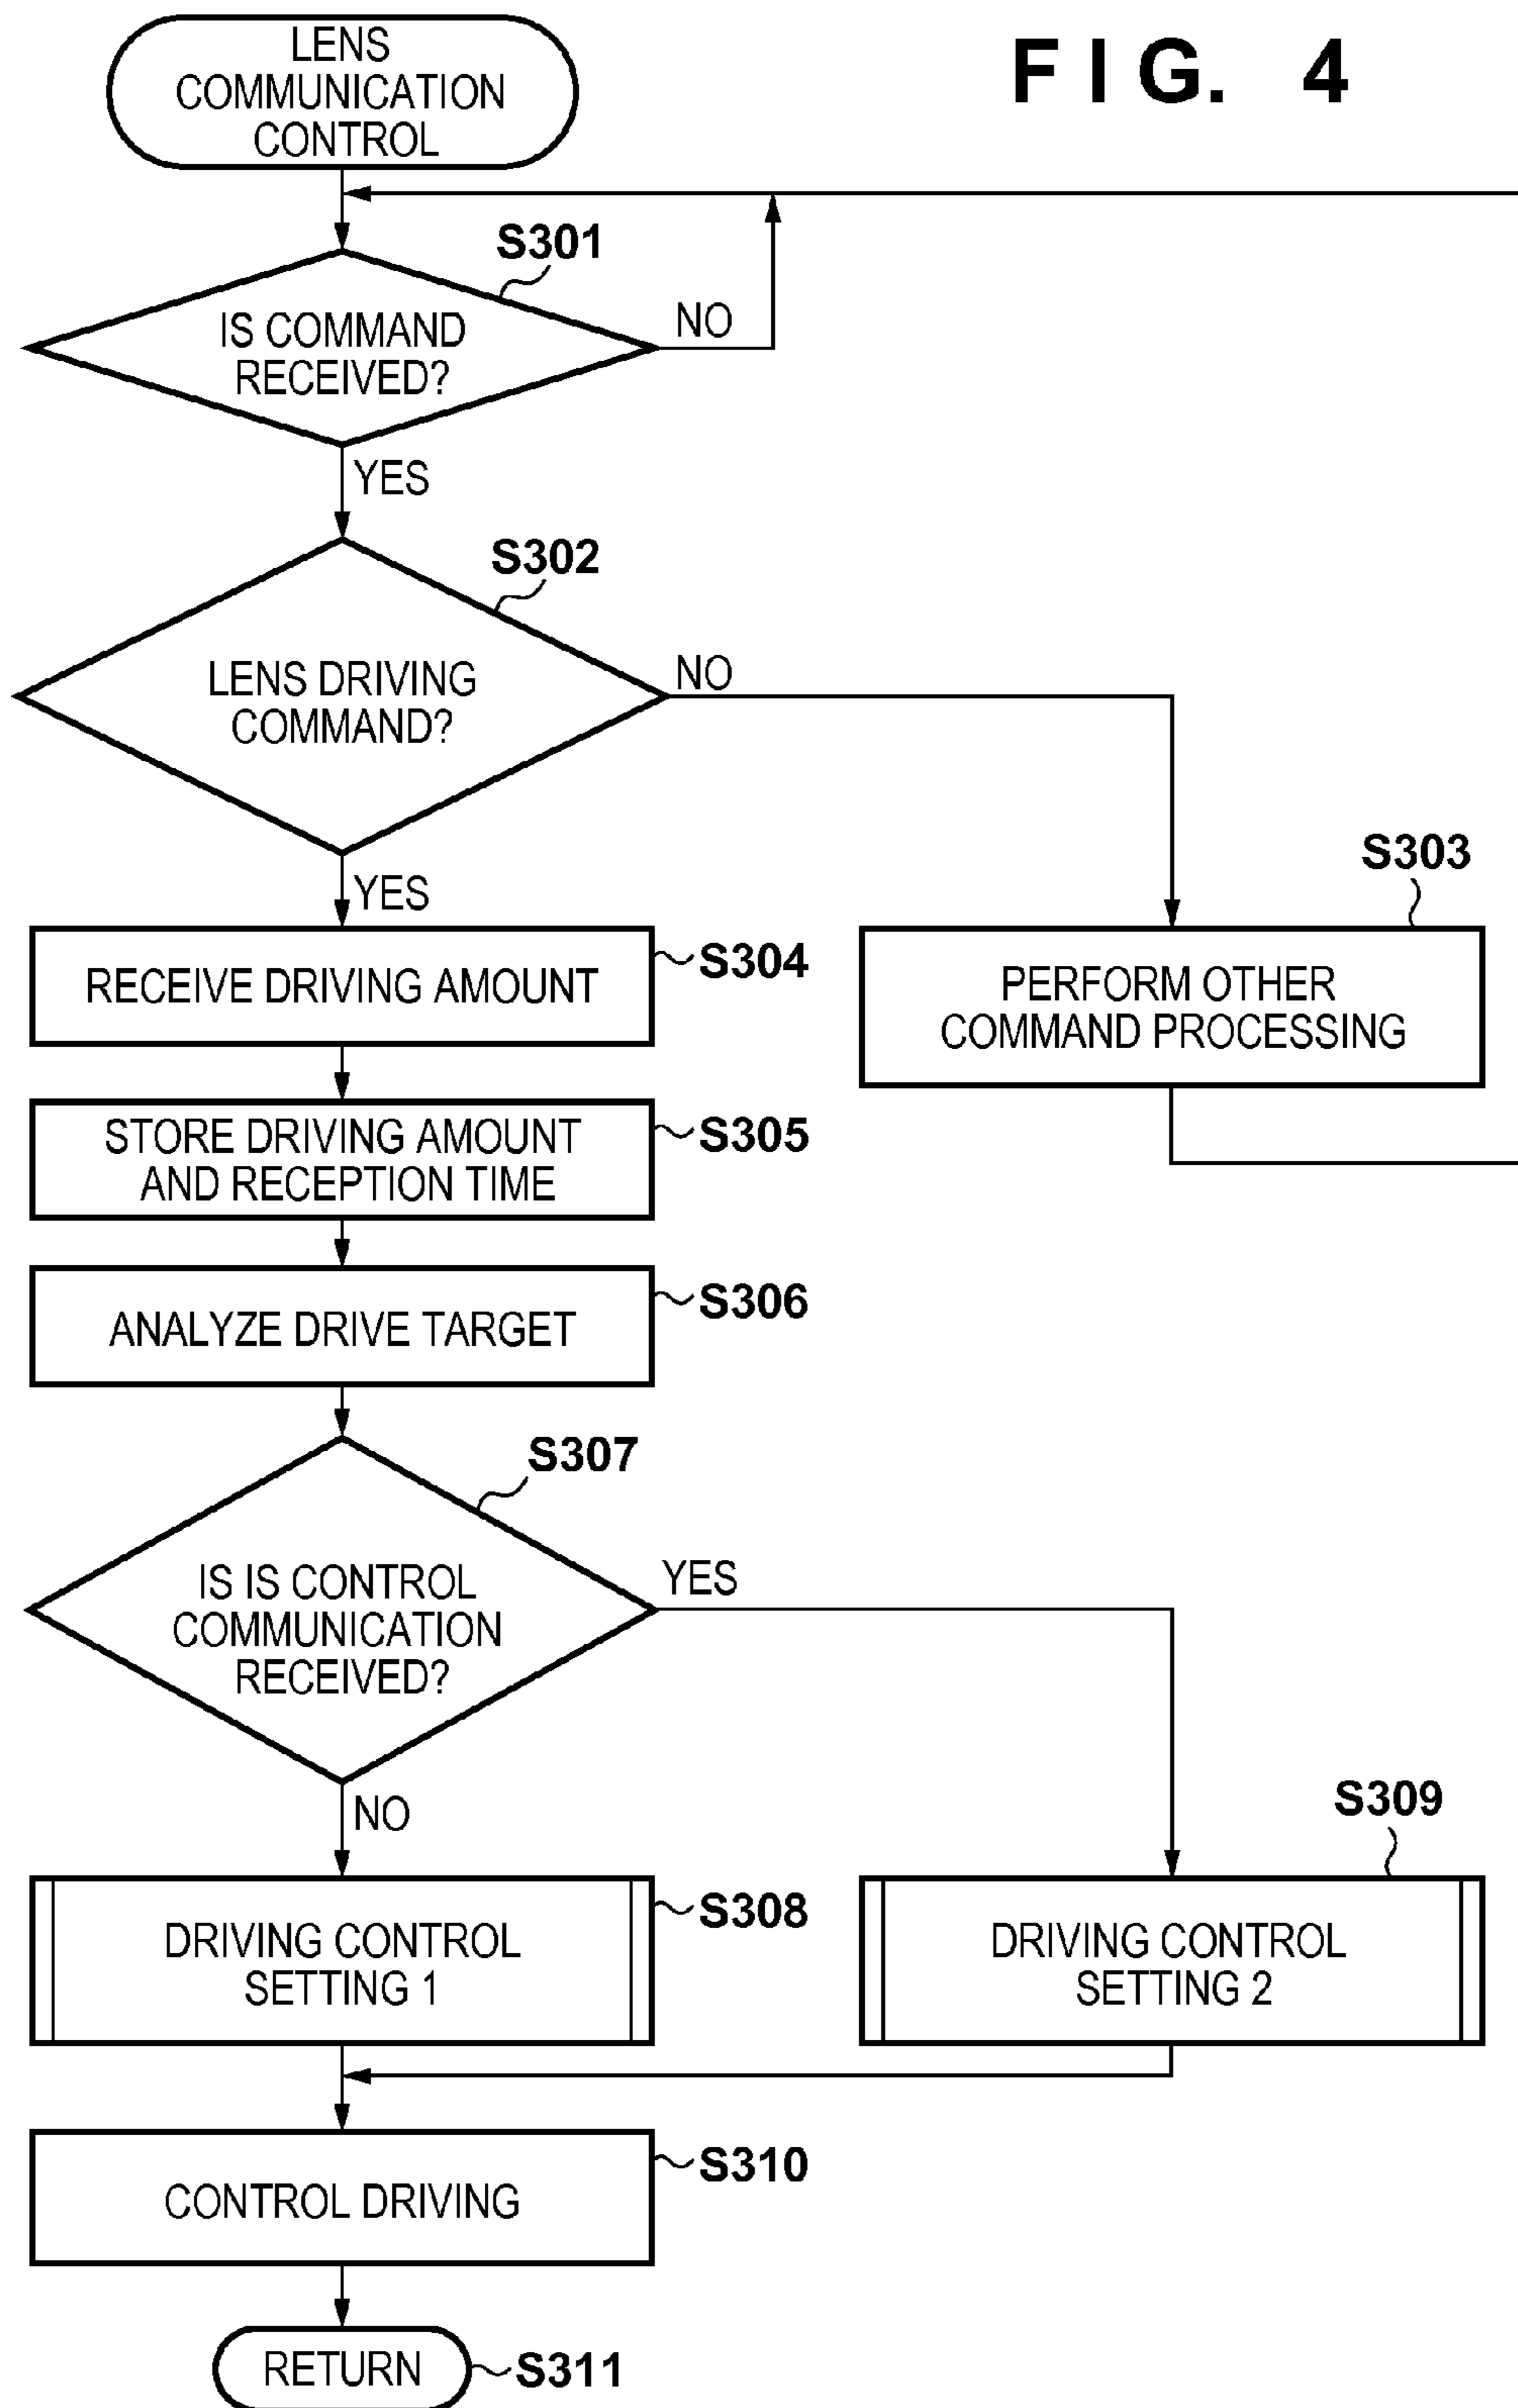 FIG. 4
LENS
COMMUNICATION
CONTROL
S301
IS COMMAND
RECEIVED?
NO
YES
S302
LENS DRIVING
COMMAND?
NO
YES
S303
PERFORM OTHER
COMMAND PROCESSING
S304
RECEIVE DRIVING AMOUNT
S305
STORE DRIVING AMOUNT
AND RECEPTION TIME
S306
ANALYZE DRIVE TARGET
S307
IS IS CONTROL
COMMUNICATION
RECEIVED?
YES
NO
S308
DRIVING CONTROL
SETTING 1
S309
DRIVING CONTROL
SETTING 2
S310
CONTROL DRIVING
RETURN
S311